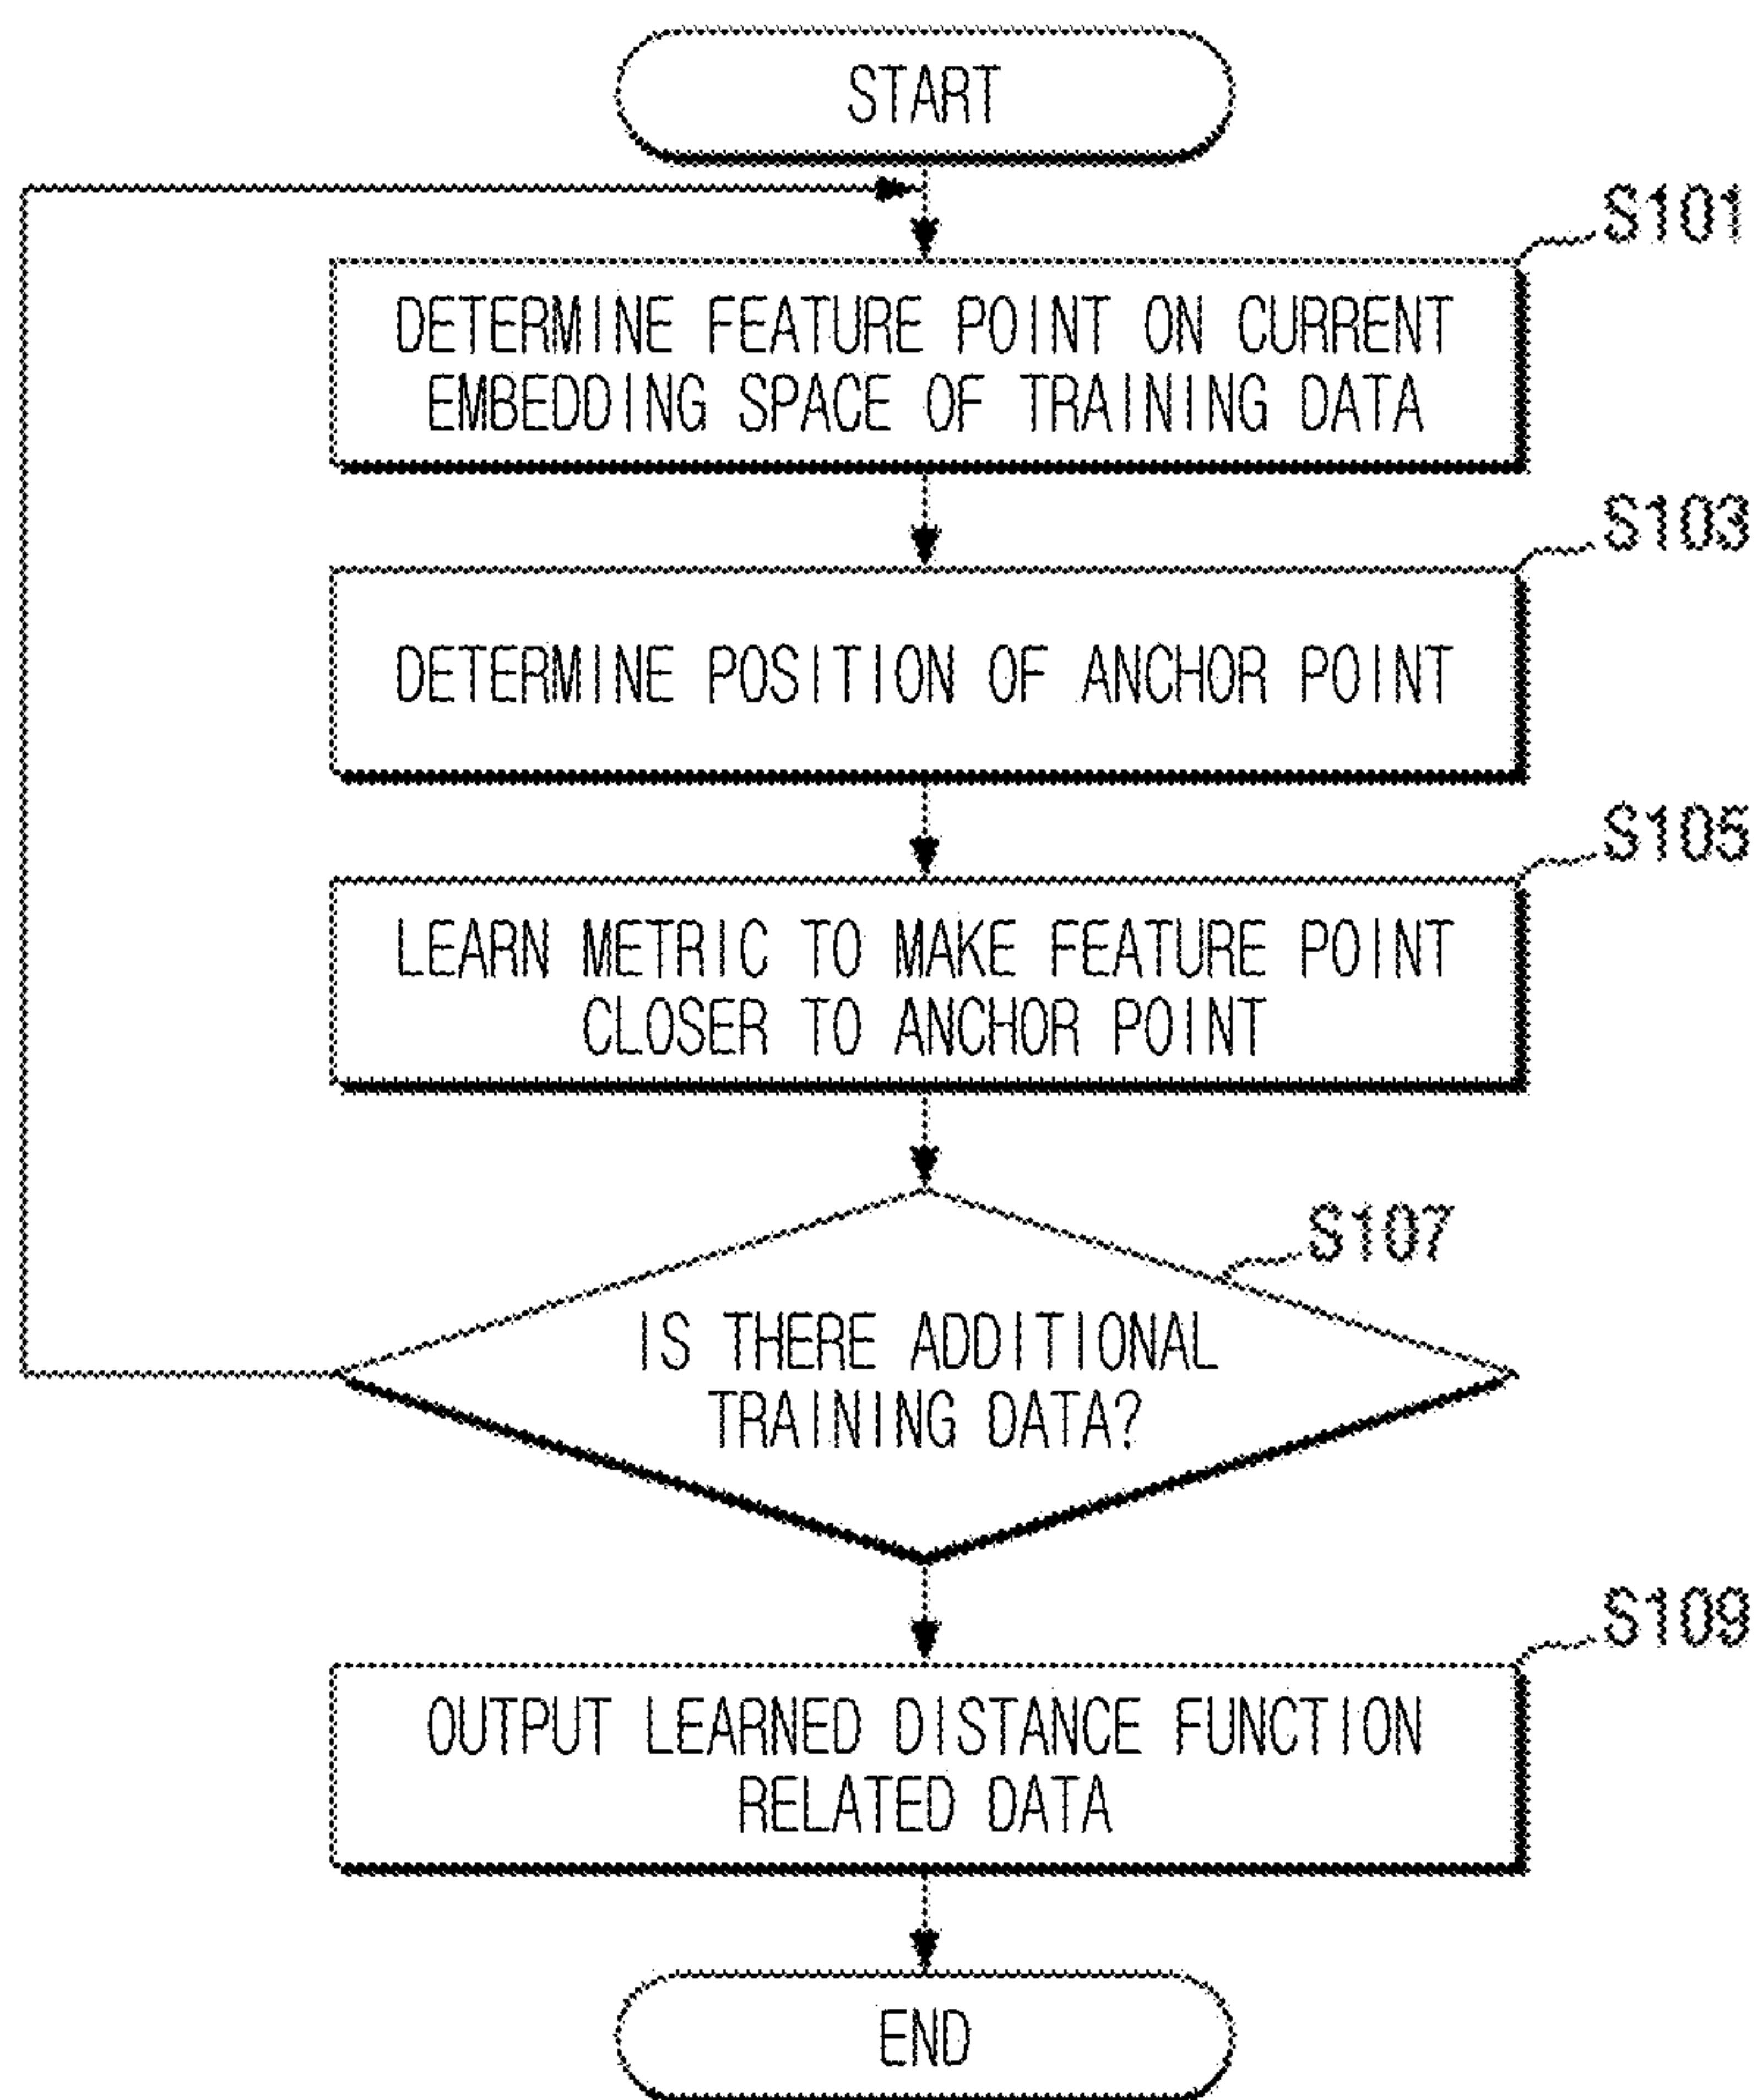 START
S101
DETERMINE FEATURE POINT ON CURRENT
EMBEDDING SPACE OF TRAINING DATA
S103
DETERMINE POSITION OF ANCHOR POINT
S105
LEARN METRIC TO MAKE FEATURE POINT
CLOSER TO ANCHOR POINT
S107
IS THERE ADDITIONAL
TRAINING DATA?
S109
OUTPUT LEARNED DISTANCE FUNCTION
RELATED DATA
END